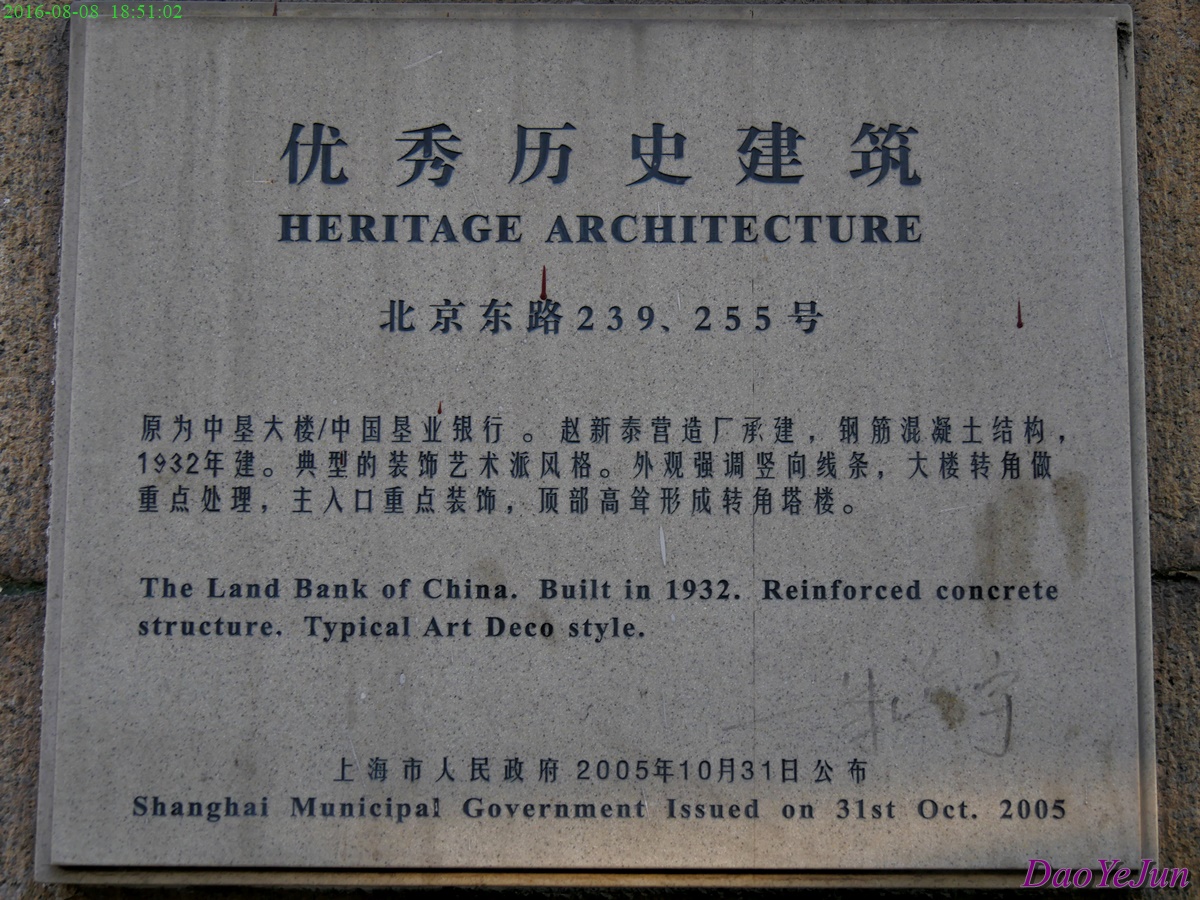 2016-08-08 18:51:02
优秀历史建筑
HERITAGE ARCHITECTURE
北京东路239、255号
原为中垦大楼/中国垦业银行。赵新泰营造厂承建，钢筋混凝土结构，
1932年建。典型的装饰艺术派风格。外观强调竖向线条，大楼转角做
重点处理，主入口重点装饰，顶部高耸形成转角塔楼。
The Land Bank of China. Built in 1932. Reinforced concrete
structure. Typical Art Deco style.
上海市人民政府 2005年10月31日公布
Shanghai Municipal Government Issued on 31st Oct. 2005
DaoYeJun